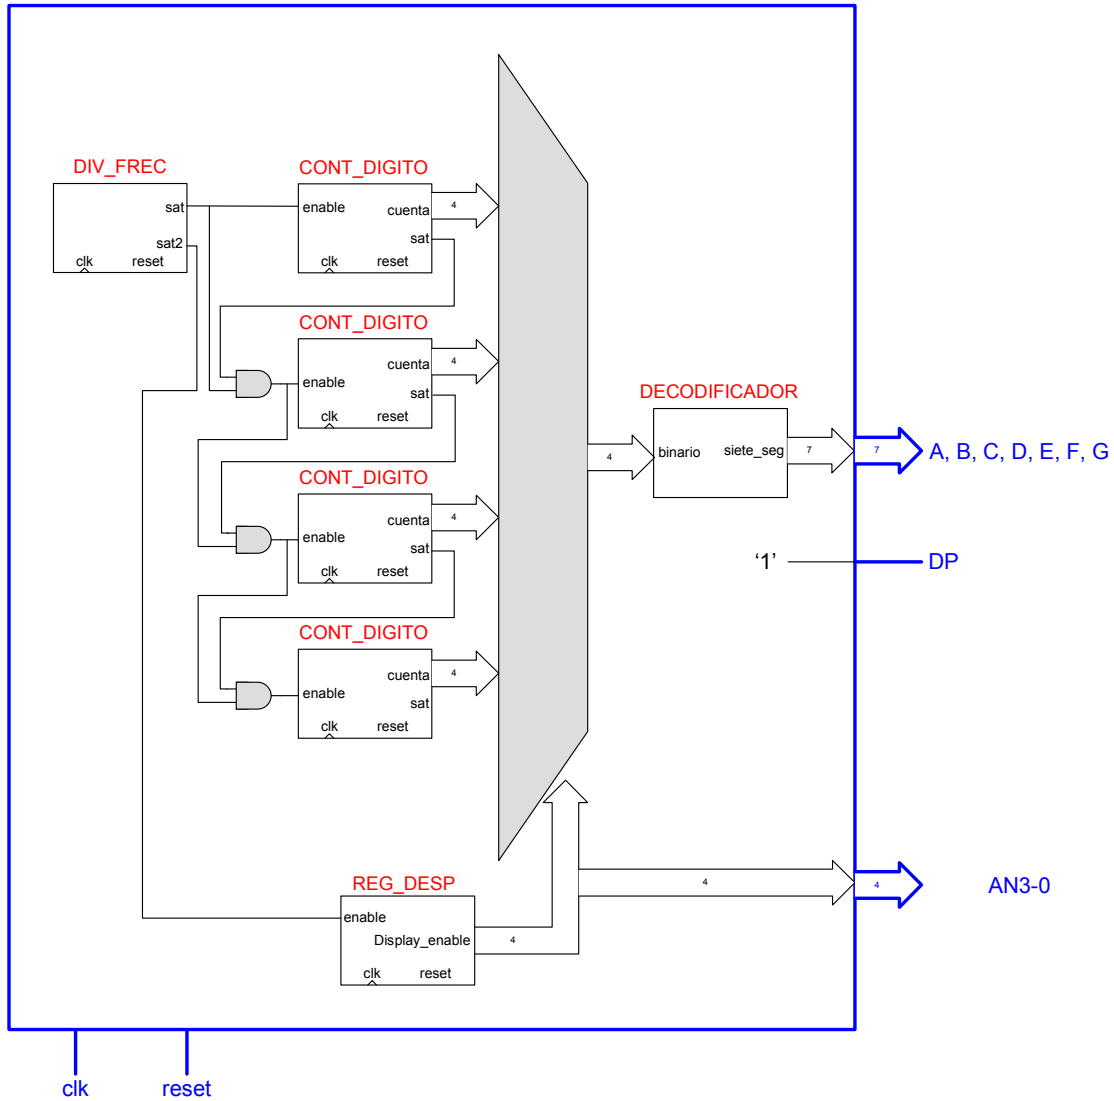 DIV_FREC
sat
sat2
clk
reset
CONT_DIGITO
enable
cuenta
sat
clk
reset
4
CONT_DIGITO
enable
cuenta
sat
clk
reset
4
CONT_DIGITO
enable
cuenta
sat
clk
reset
4
CONT_DIGITO
enable
cuenta
sat
clk
reset
4
4
DECODIFICADOR
binario
siete_seg
7
7
A, B, C, D, E, F, G
‘1’
DP
REG_DESP
enable
Display_enable
clk
reset
4
4
4
AN3-0
clk
reset